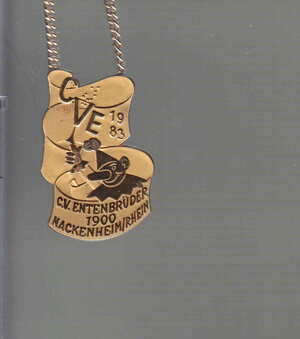 CVE
19
83
C.V. ENTENBRÜDER
1900
NACKENHEIM/RHEIN